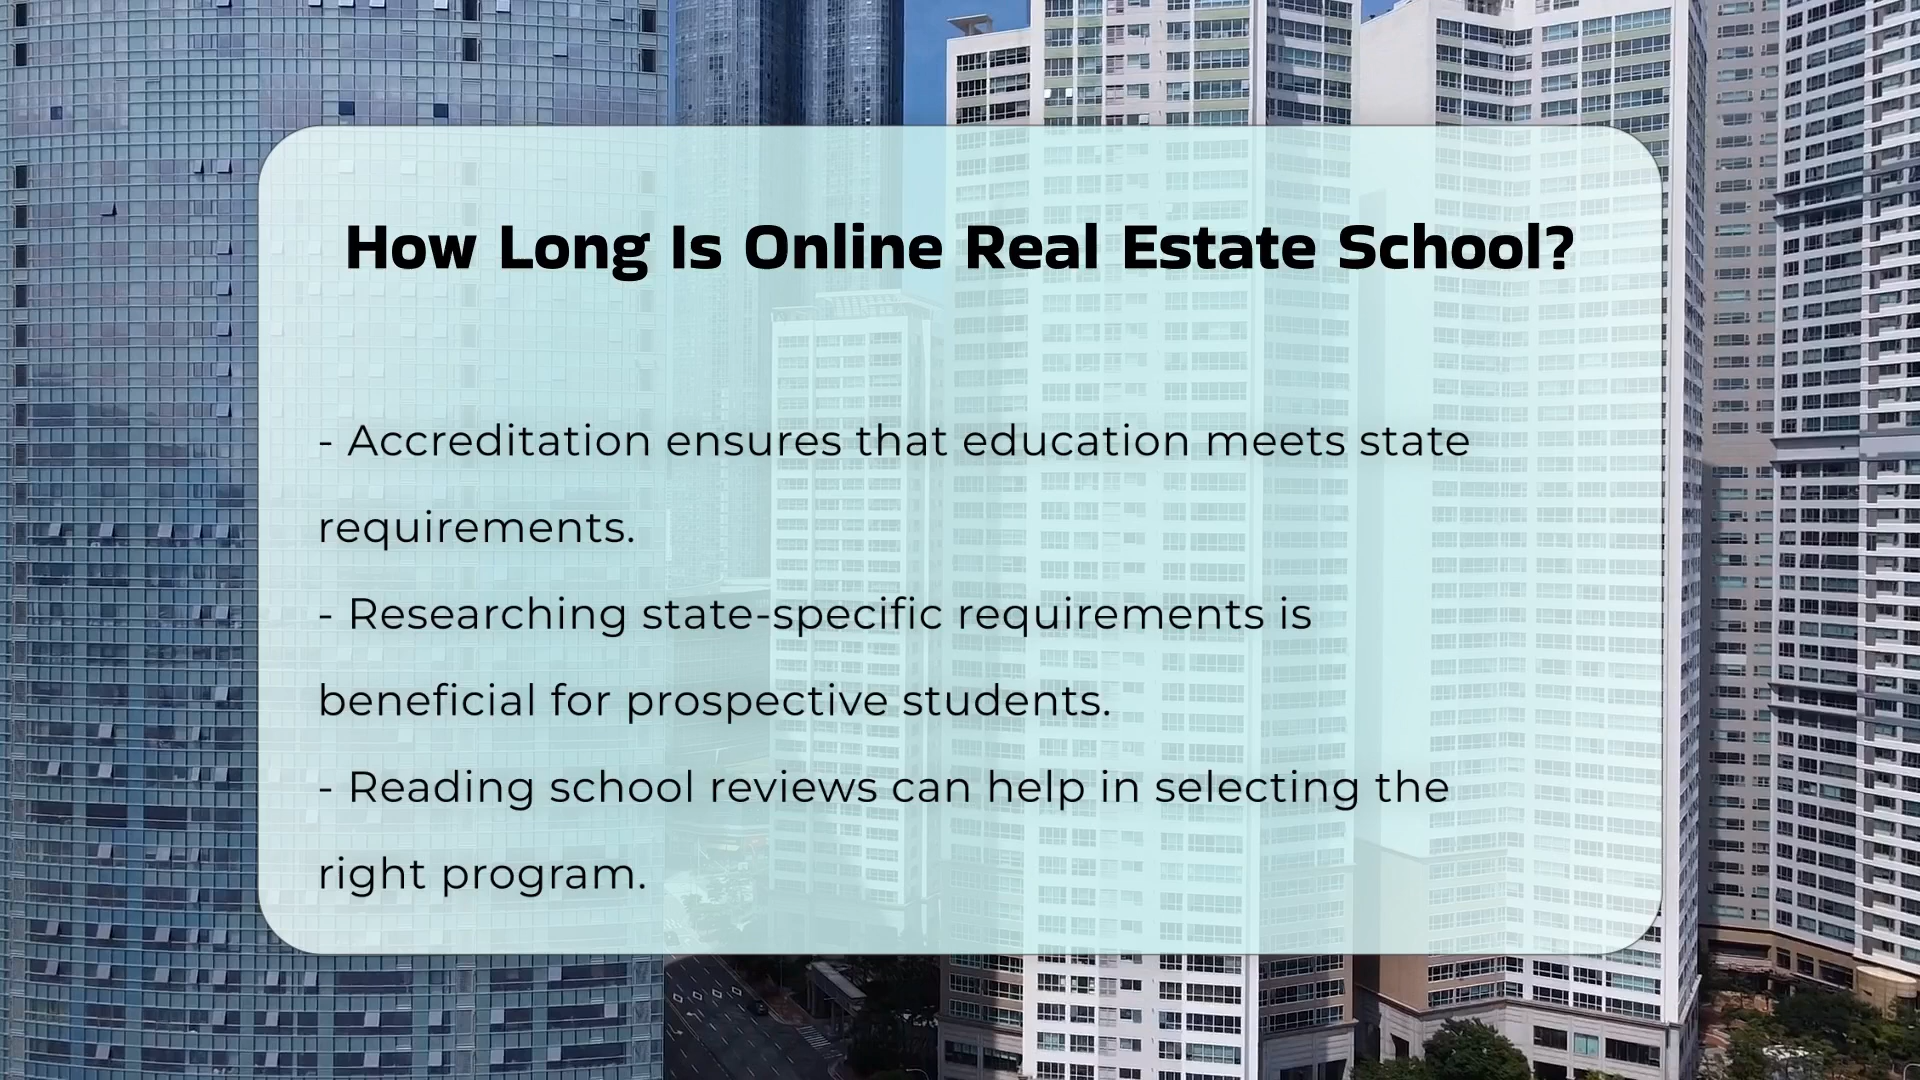 How Long Is Online Real Estate School?
- Accreditation ensures that education meets state
requirements.
- Researching state-specific requirements is
beneficial for prospective students.
- Reading school reviews can help in selecting the
right program.